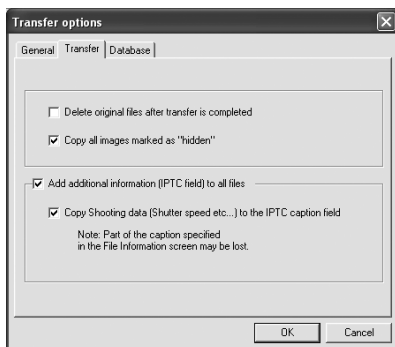 Transfer options
General Transfer Database
Delete original files after transfer is completed
Copy all images marked as "hidden"
Add additional information (IPTC field) to all files
Copy Shooting data (Shutter speed etc...) to the IPTC caption field
Note: Part of the caption specified
in the File Information screen may be lost.
OK Cancel